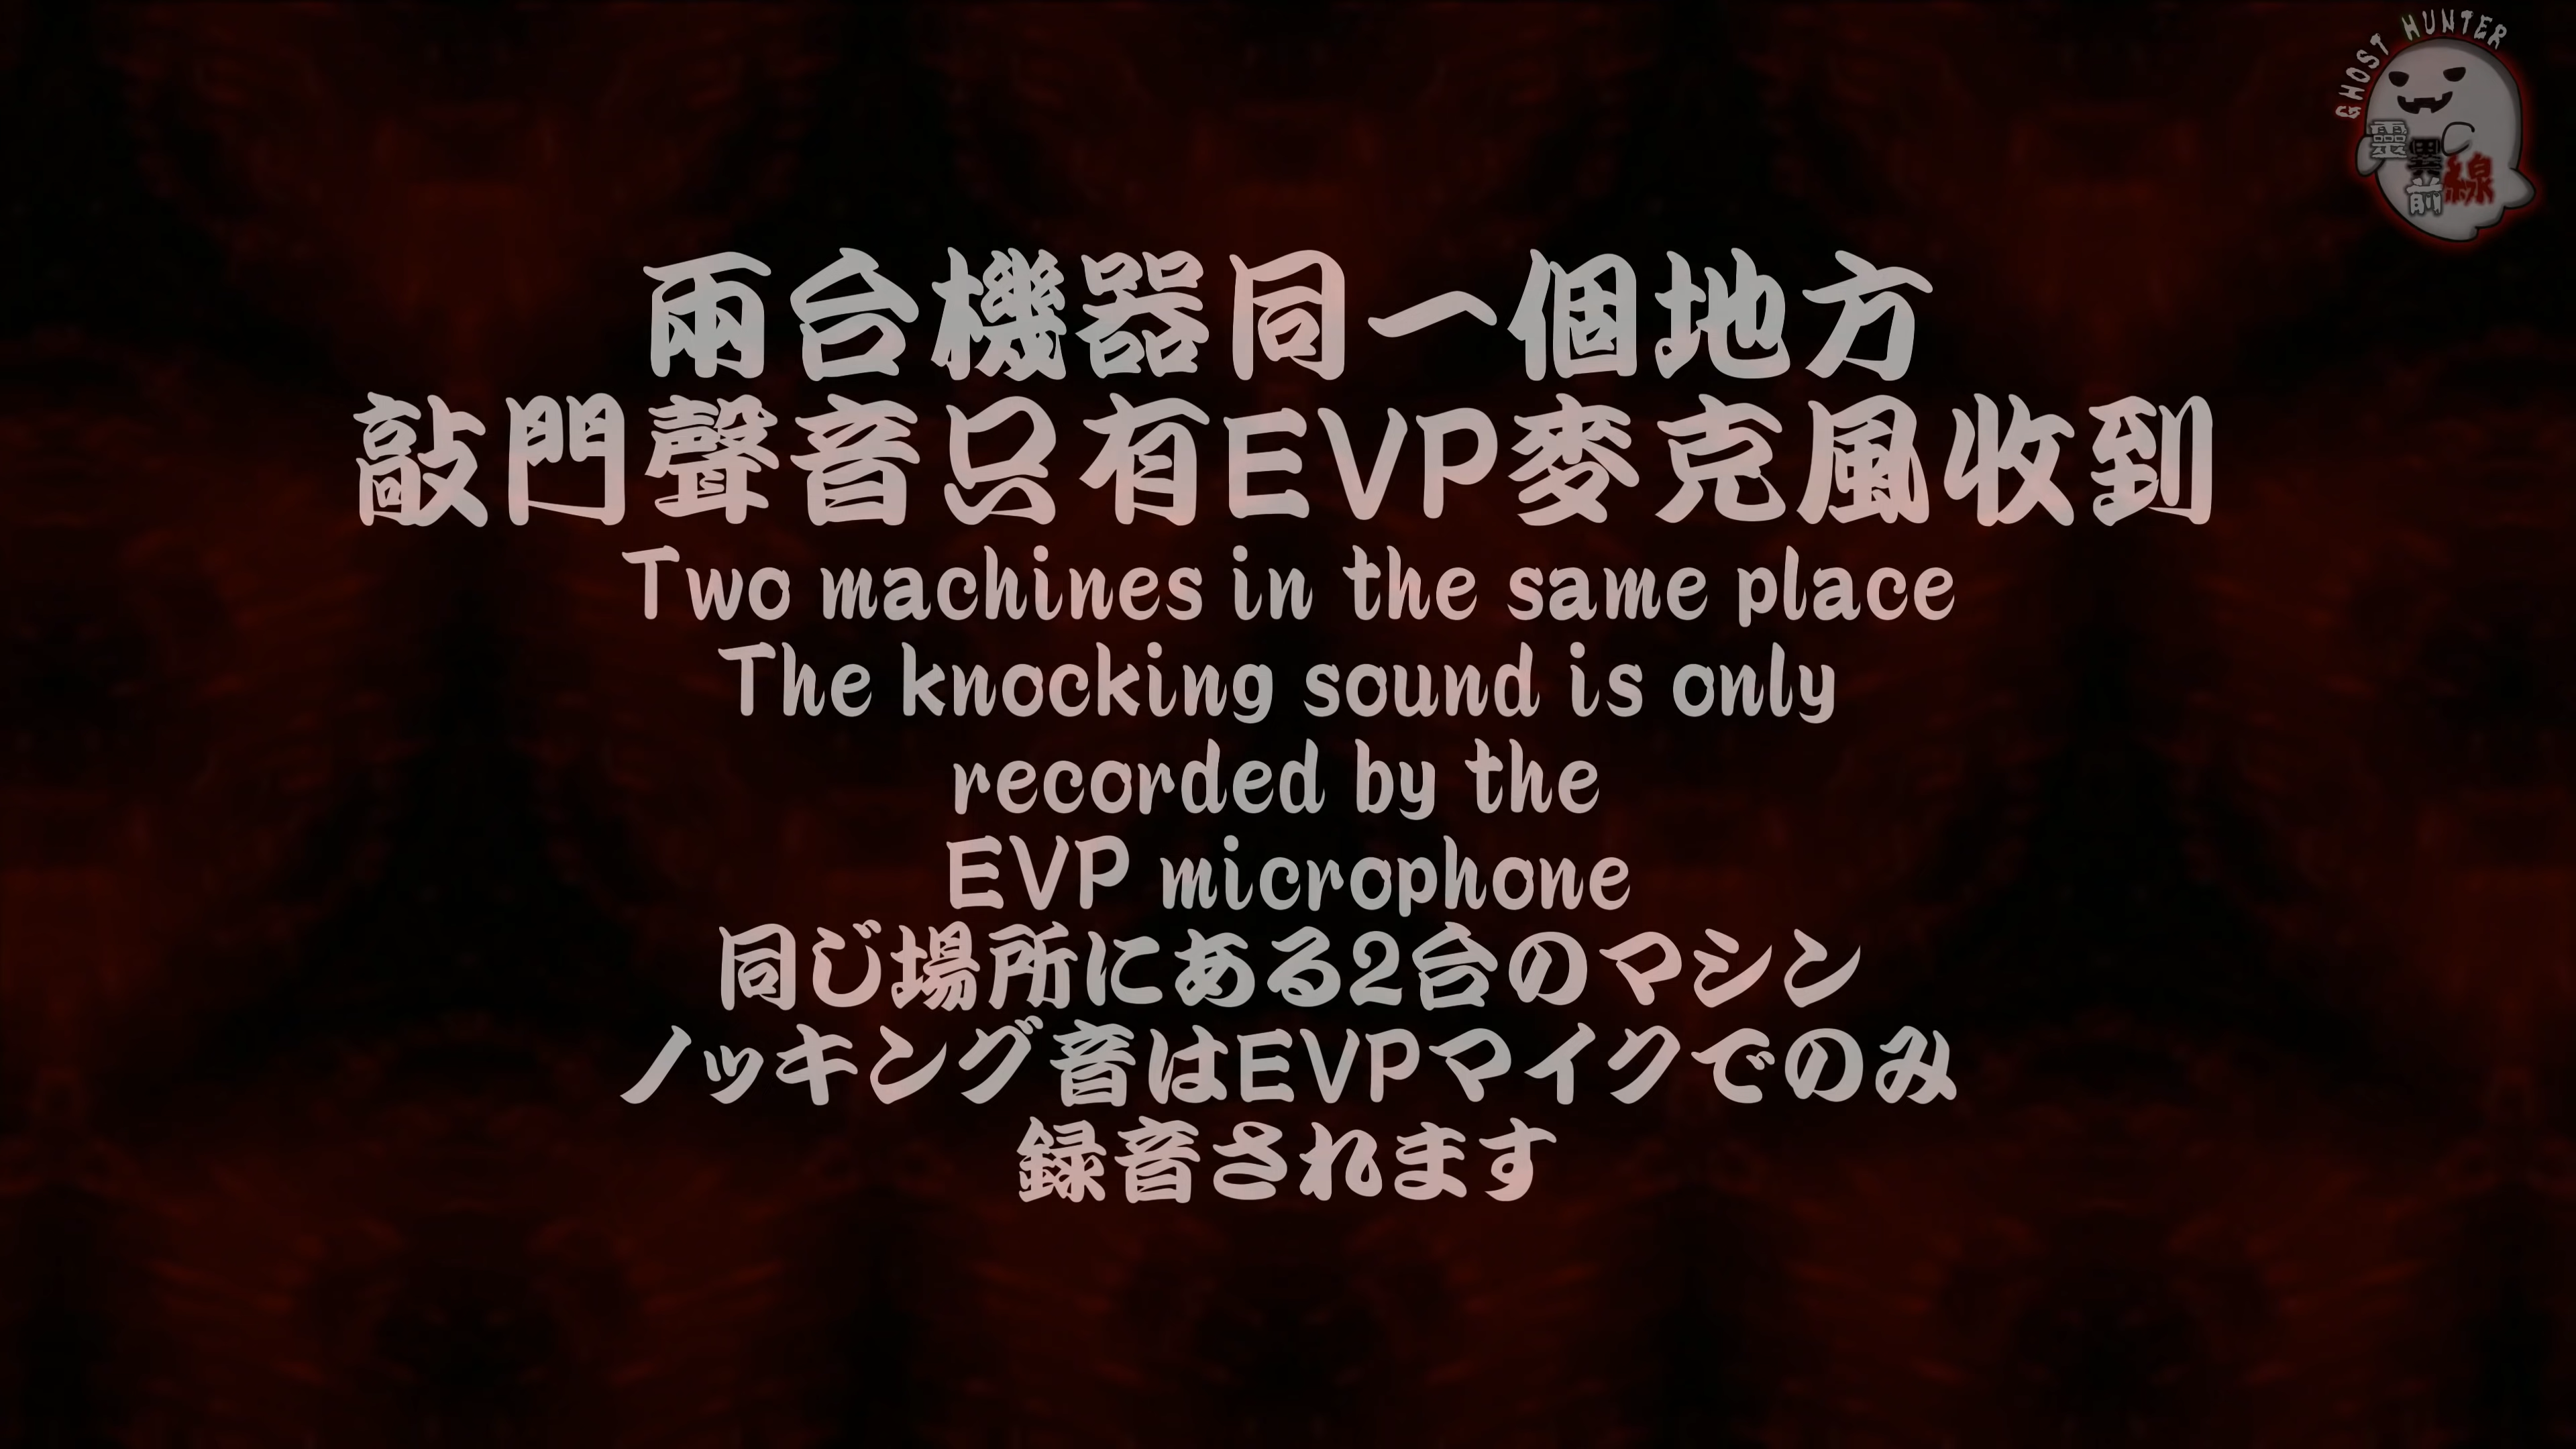 GHOST HUNTER
靈異前線
兩台機器同一個地方
敲門聲音只有EVP麥克風收到
Two machines in the same place
The knocking sound is only
recorded by the
EVP microphone
同じ場所にある2台のマシン
ノッキング音はEVPマイクでのみ
録音されます